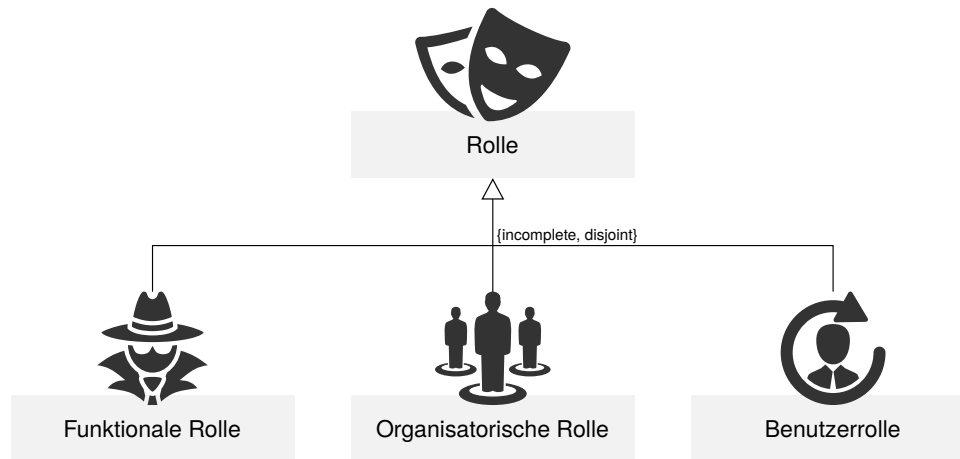 Rolle
{incomplete, disjoint}
Funktionale Rolle
Organisatorische Rolle
Benutzerrolle